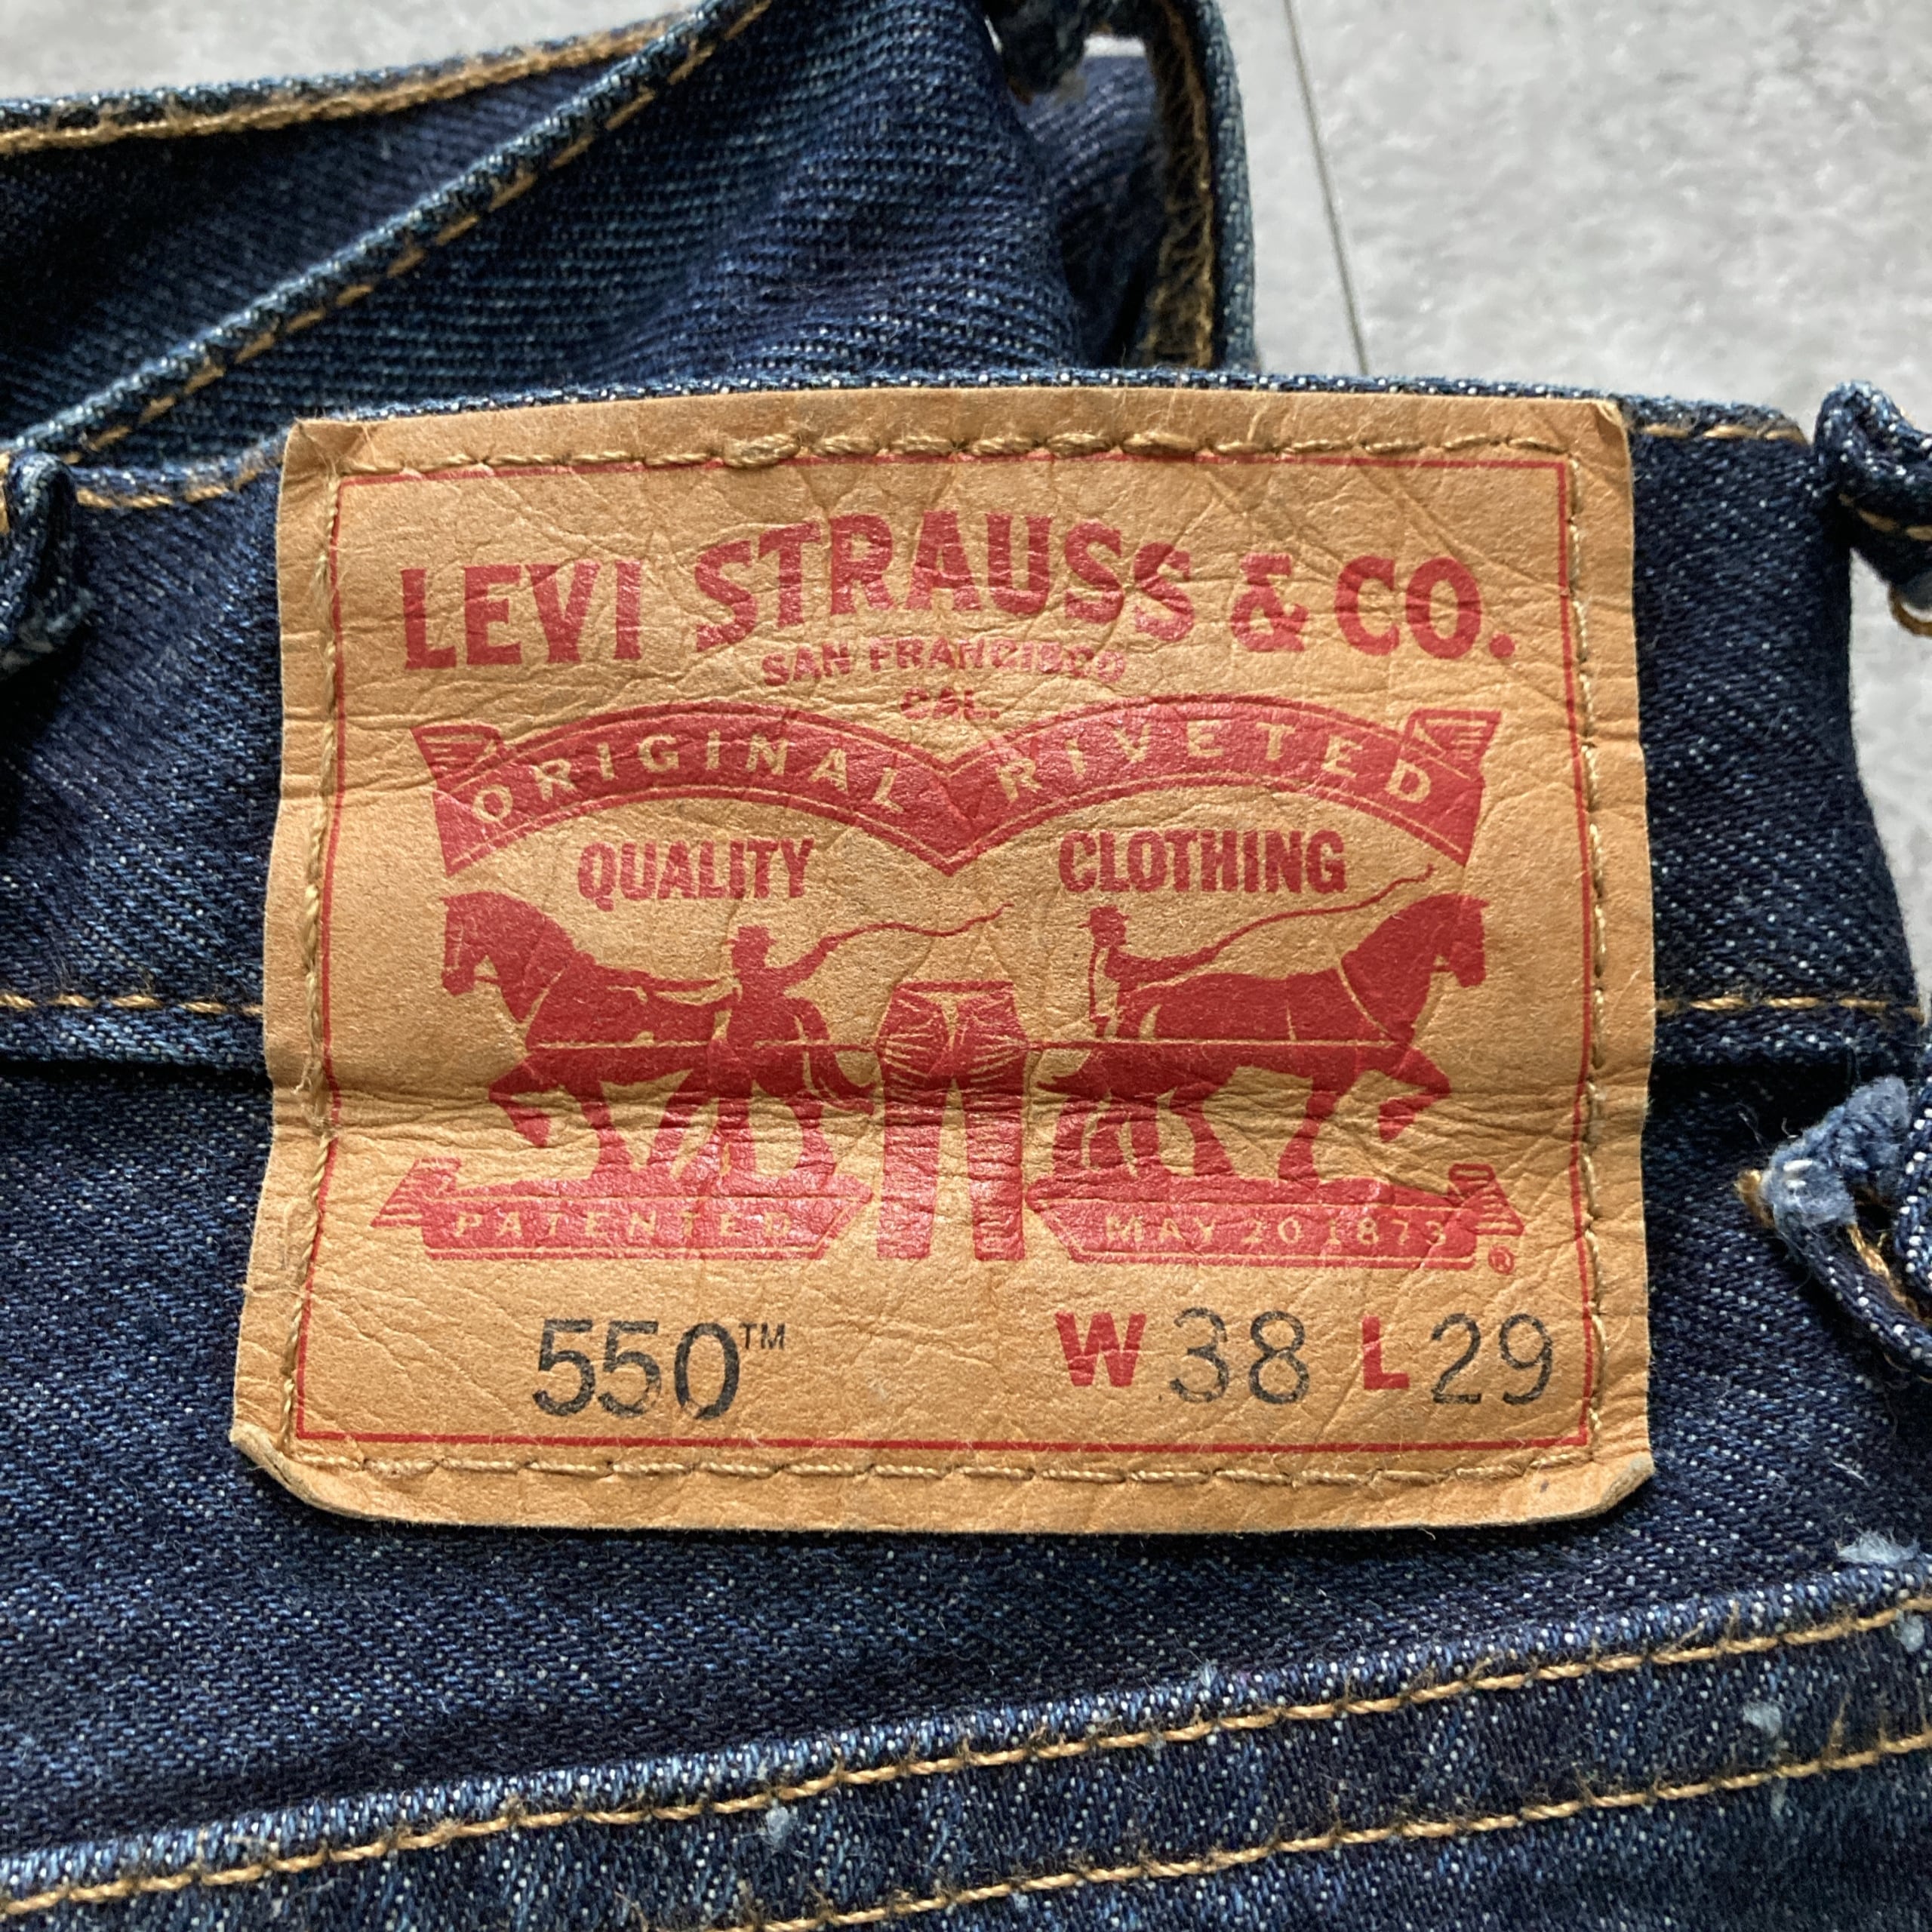 LEVI STRAUSS & CO.
SAN FRANCISCO
CAL.
ORIGINAL RIVETED
QUALITY CLOTHING
PATENTED MAY 20 1873 ®
550™ W 38 L 29